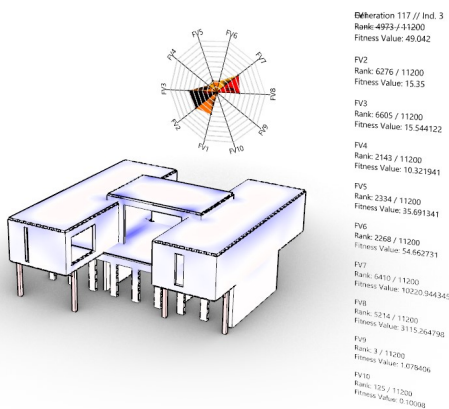 FV5
FV6
FV4
FV7
FV3
FV8
FV2
FV9
FV1
FV10
Generation 117 // Ind. 3
FV1
Rank: 4973 / 11200
Fitness Value: 49.042
FV2
Rank: 6276 / 11200
Fitness Value: 15.35
FV3
Rank: 6605 / 11200
Fitness Value: 15.544122
FV4
Rank: 2143 / 11200
Fitness Value: 10.321941
FV5
Rank: 2334 / 11200
Fitness Value: 35.691341
FV6
Rank: 2268 / 11200
Fitness Value: 54.662731
FV7
Rank: 6410 / 11200
Fitness Value: 10220.944345
FV8
Rank: 5214 / 11200
Fitness Value: 3115.264798
FV9
Rank: 3 / 11200
Fitness Value: 1.078406
FV10
Rank: 125 / 11200
Fitness Value: 0.10008